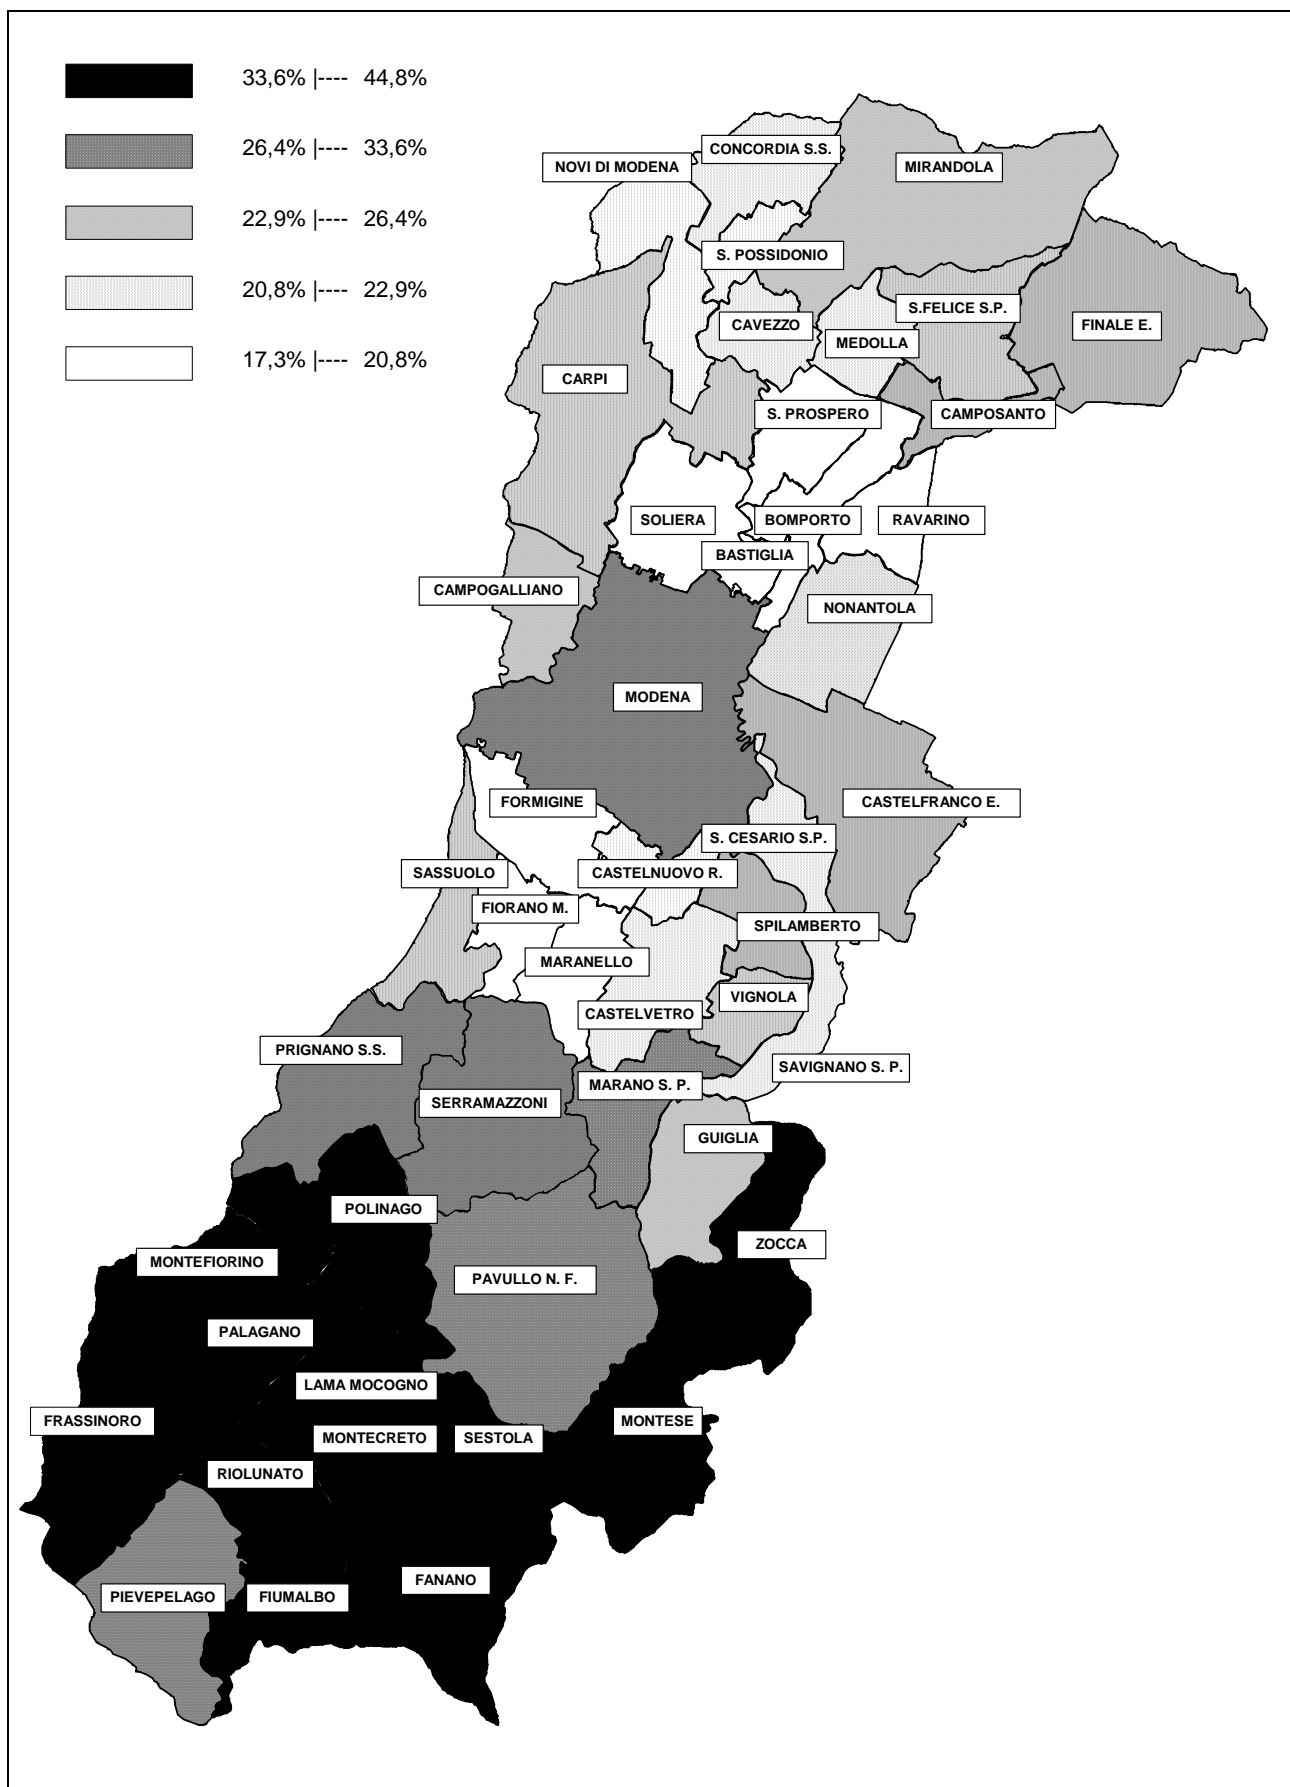 33,6% |---- 44,8%
26,4% |---- 33,6%
22,9% |---- 26,4%
20,8% |---- 22,9%
17,3% |---- 20,8%
CONCORDIA S.S.
NOVI DI MODENA
MIRANDOLA
S. POSSIDONIO
S.FELICE S.P.
CAVEZZO
FINALE E.
MEDOLLA
CARPI
S. PROSPERO
CAMPOSANTO
SOLIERA
BOMPORTO
RAVARINO
BASTIGLIA
CAMPOGALLIANO
NONANTOLA
MODENA
FORMIGINE
CASTELFRANCO E.
S. CESARIO S.P.
SASSUOLO
CASTELNUOVO R.
FIORANO M.
SPILAMBERTO
MARANELLO
VIGNOLA
CASTELVETRO
PRIGNANO S.S.
SAVIGNANO S. P.
MARANO S. P.
SERRAMAZZONI
GUIGLIA
POLINAGO
ZOCCA
MONTEFIORINO
PAVULLO N. F.
PALAGANO
LAMA MOCOGNO
FRASSINORO
MONTESE
MONTECRETO
SESTOLA
RIOLUNATO
FANANO
PIEVEPELAGO
FIUMALBO